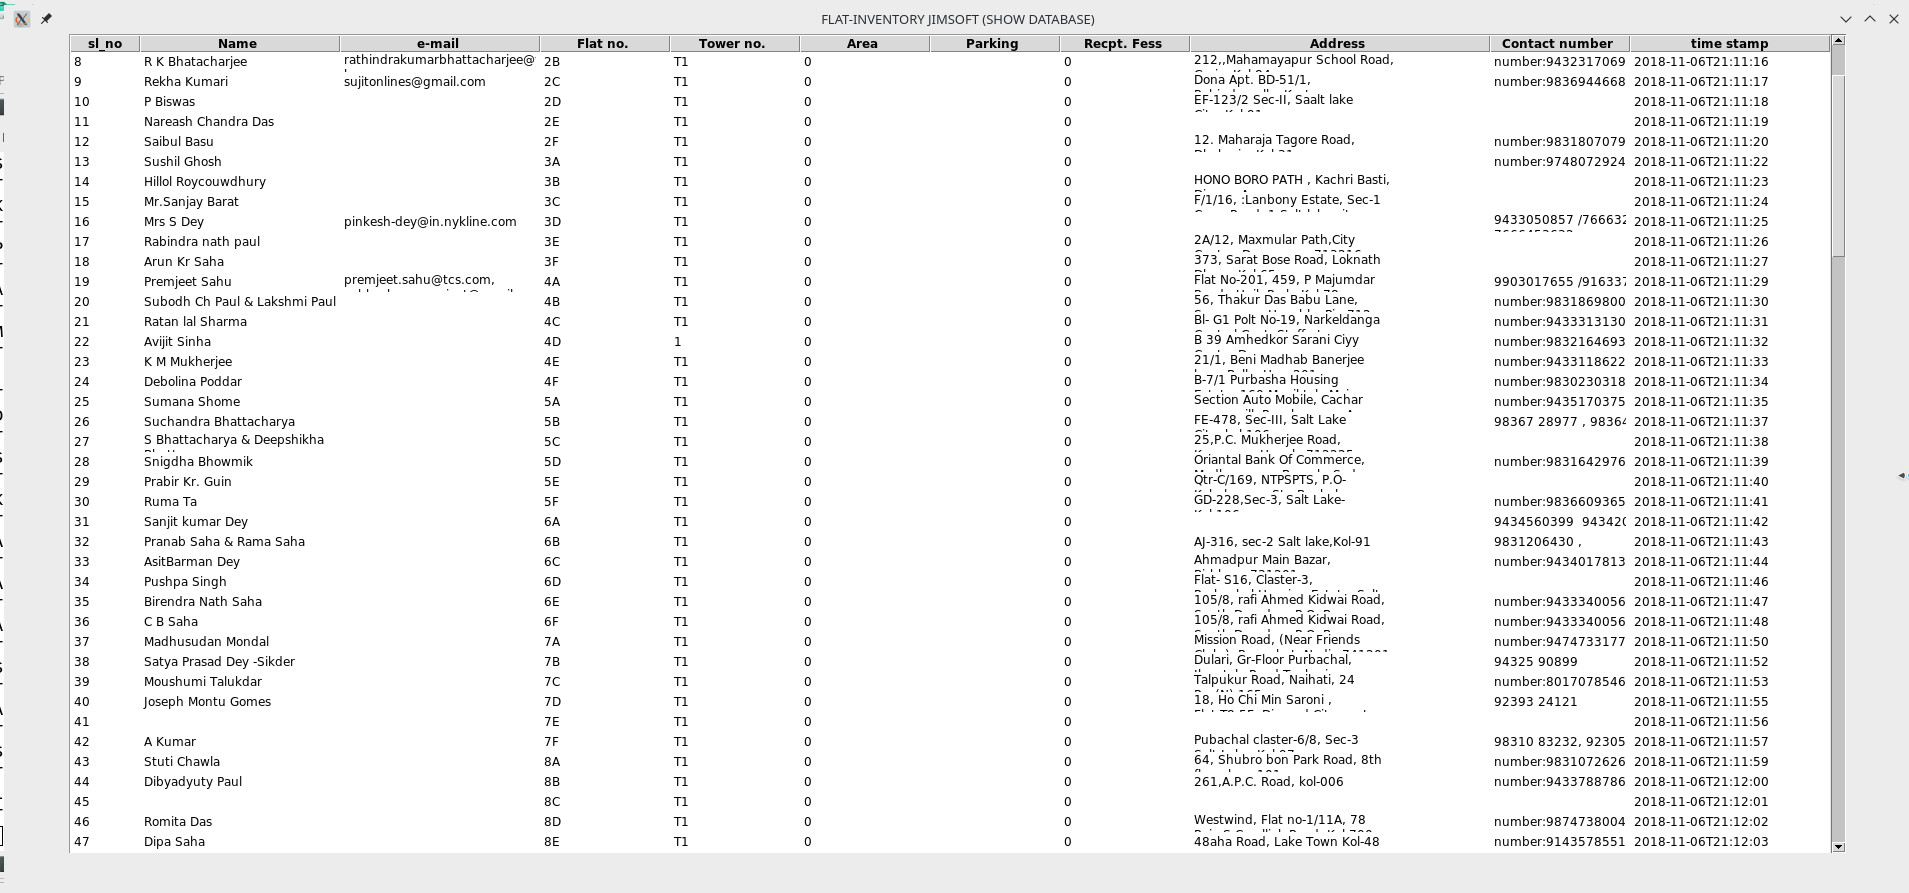 FLAT-INVENTORY JIMSOFT (SHOW DATABASE)
sl_no Name e-mail Flat no. Tower no. Area Parking Recpt. Fess Address Contact number time stamp
8 R K Bhatacharjee rathindrakumarbhattacharjee@ 2B T1 0 0 212,,Mahamayapur School Road, number:9432317069 2018-11-06T21:11:16
9 Rekha Kumari sujitonlines@gmail.com 2C T1 0 0 Dona Apt. BD-51/1, number:9836944668 2018-11-06T21:11:17
10 P Biswas 2D T1 0 0 EF-123/2 Sec-II, Saalt lake 2018-11-06T21:11:18
11 Nareash Chandra Das 2E T1 0 0 2018-11-06T21:11:19
12 Saibul Basu 2F T1 0 0 12. Maharaja Tagore Road, number:9831807079 2018-11-06T21:11:20
13 Sushil Ghosh 3A T1 0 0 number:9748072924 2018-11-06T21:11:22
14 Hillol Roycouwdhury 3B T1 0 0 HONO BORO PATH , Kachri Basti, 2018-11-06T21:11:23
15 Mr.Sanjay Barat 3C T1 0 0 F/1/16, :Lanbony Estate, Sec-1 2018-11-06T21:11:24
16 Mrs S Dey pinkesh-dey@in.nykline.com 3D T1 0 0 9433050857 /766632 2018-11-06T21:11:25
17 Rabindra nath paul 3E T1 0 0 2A/12, Maxmular Path,City 2018-11-06T21:11:26
18 Arun Kr Saha 3F T1 0 0 373, Sarat Bose Road, Loknath 2018-11-06T21:11:27
19 Premjeet Sahu premjeet.sahu@tcs.com, 4A T1 0 0 Flat No-201, 459, P Majumdar 9903017655 /916337 2018-11-06T21:11:29
20 Subodh Ch Paul & Lakshmi Paul 4B T1 0 0 56, Thakur Das Babu Lane, number:9831869800 2018-11-06T21:11:30
21 Ratan lal Sharma 4C T1 0 0 Bl- G1 Polt No-19, Narkeldanga number:9433313130 2018-11-06T21:11:31
22 Avijit Sinha 4D 1 0 0 B 39 Amhedkor Sarani Ciyy number:9832164693 2018-11-06T21:11:32
23 K M Mukherjee 4E T1 0 0 21/1, Beni Madhab Banerjee number:9433118622 2018-11-06T21:11:33
24 Debolina Poddar 4F T1 0 0 B-7/1 Purbasha Housing number:9830230318 2018-11-06T21:11:34
25 Sumana Shome 5A T1 0 0 Section Auto Mobile, Cachar number:9435170375 2018-11-06T21:11:35
26 Suchandra Bhattacharya 5B T1 0 0 FE-478, Sec-III, Salt Lake 98367 28977 , 98364 2018-11-06T21:11:37
27 S Bhattacharya & Deepshikha 5C T1 0 0 25,P.C. Mukherjee Road, 2018-11-06T21:11:38
28 Snigdha Bhowmik 5D T1 0 0 Oriantal Bank Of Commerce, number:9831642976 2018-11-06T21:11:39
29 Prabir Kr. Guin 5E T1 0 0 Qtr-C/169, NTPSPTS, P.O- 2018-11-06T21:11:40
30 Ruma Ta 5F T1 0 0 GD-228,Sec-3, Salt Lake- number:9836609365 2018-11-06T21:11:41
31 Sanjit kumar Dey 6A T1 0 0 9434560399 943420 2018-11-06T21:11:42
32 Pranab Saha & Rama Saha 6B T1 0 0 AJ-316, sec-2 Salt lake,Kol-91 9831206430 , 2018-11-06T21:11:43
33 AsitBarman Dey 6C T1 0 0 Ahmadpur Main Bazar, number:9434017813 2018-11-06T21:11:44
34 Pushpa Singh 6D T1 0 0 Flat- S16, Claster-3, 2018-11-06T21:11:46
35 Birendra Nath Saha 6E T1 0 0 105/8, rafi Ahmed Kidwai Road, number:9433340056 2018-11-06T21:11:47
36 C B Saha 6F T1 0 0 105/8, rafi Ahmed Kidwai Road, number:9433340056 2018-11-06T21:11:48
37 Madhusudan Mondal 7A T1 0 0 Mission Road, (Near Friends number:9474733177 2018-11-06T21:11:50
38 Satya Prasad Dey -Sikder 7B T1 0 0 Dulari, Gr-Floor Purbachal, 94325 90899 2018-11-06T21:11:52
39 Moushumi Talukdar 7C T1 0 0 Talpukur Road, Naihati, 24 number:8017078546 2018-11-06T21:11:53
40 Joseph Montu Gomes 7D T1 0 0 18, Ho Chi Min Saroni , 92393 24121 2018-11-06T21:11:55
41 7E T1 0 0 2018-11-06T21:11:56
42 A Kumar 7F T1 0 0 Pubachal claster-6/8, Sec-3 98310 83232, 92305 2018-11-06T21:11:57
43 Stuti Chawla 8A T1 0 0 64, Shubro bon Park Road, 8th number:9831072626 2018-11-06T21:11:59
44 Dibyadyuty Paul 8B T1 0 0 261,A.P.C. Road, kol-006 number:9433788786 2018-11-06T21:12:00
45 8C T1 0 0 2018-11-06T21:12:01
46 Romita Das 8D T1 0 0 Westwind, Flat no-1/11A, 78 number:9874738004 2018-11-06T21:12:02
47 Dipa Saha 8E T1 0 0 48aha Road, Lake Town Kol-48 number:9143578551 2018-11-06T21:12:03